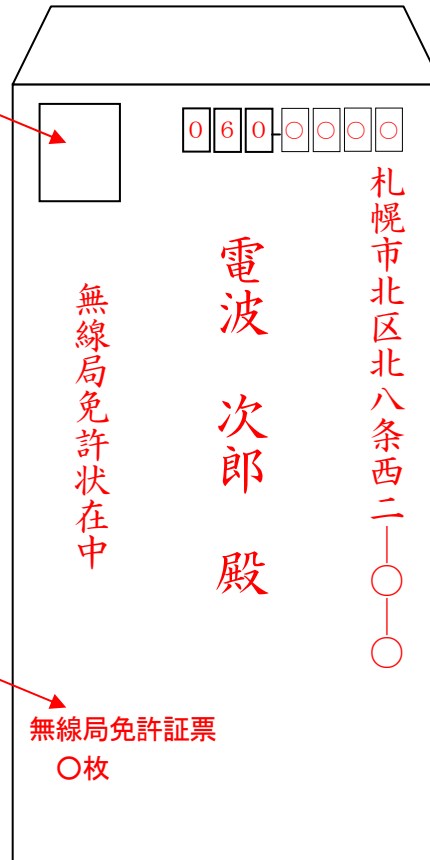 060-○○○○
札幌市北区北八条西二―○―○
電波 次郎 殿
無線局免許状在中
無線局免許証票
○枚